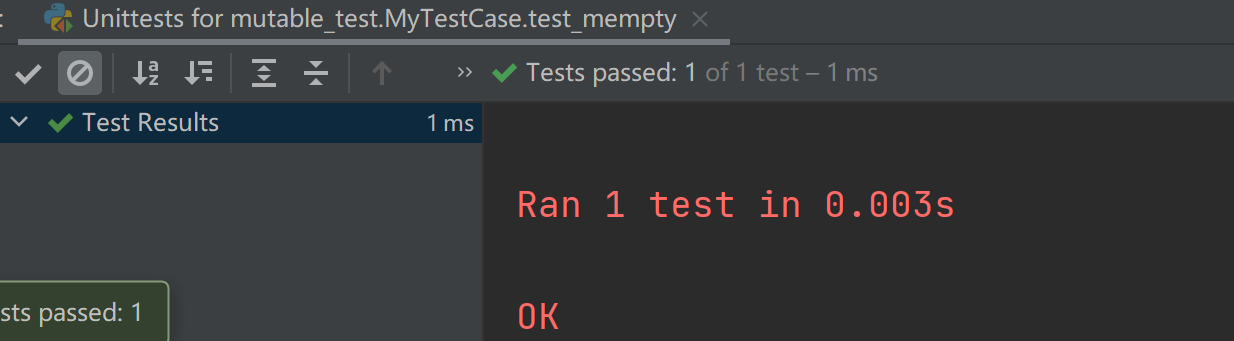 : Unittests for mutable_test.MyTestCase.test_mempty ×
» Tests passed: 1 of 1 test – 1 ms
Test Results 1 ms
Ran 1 test in 0.003s
sts passed: 1
OK